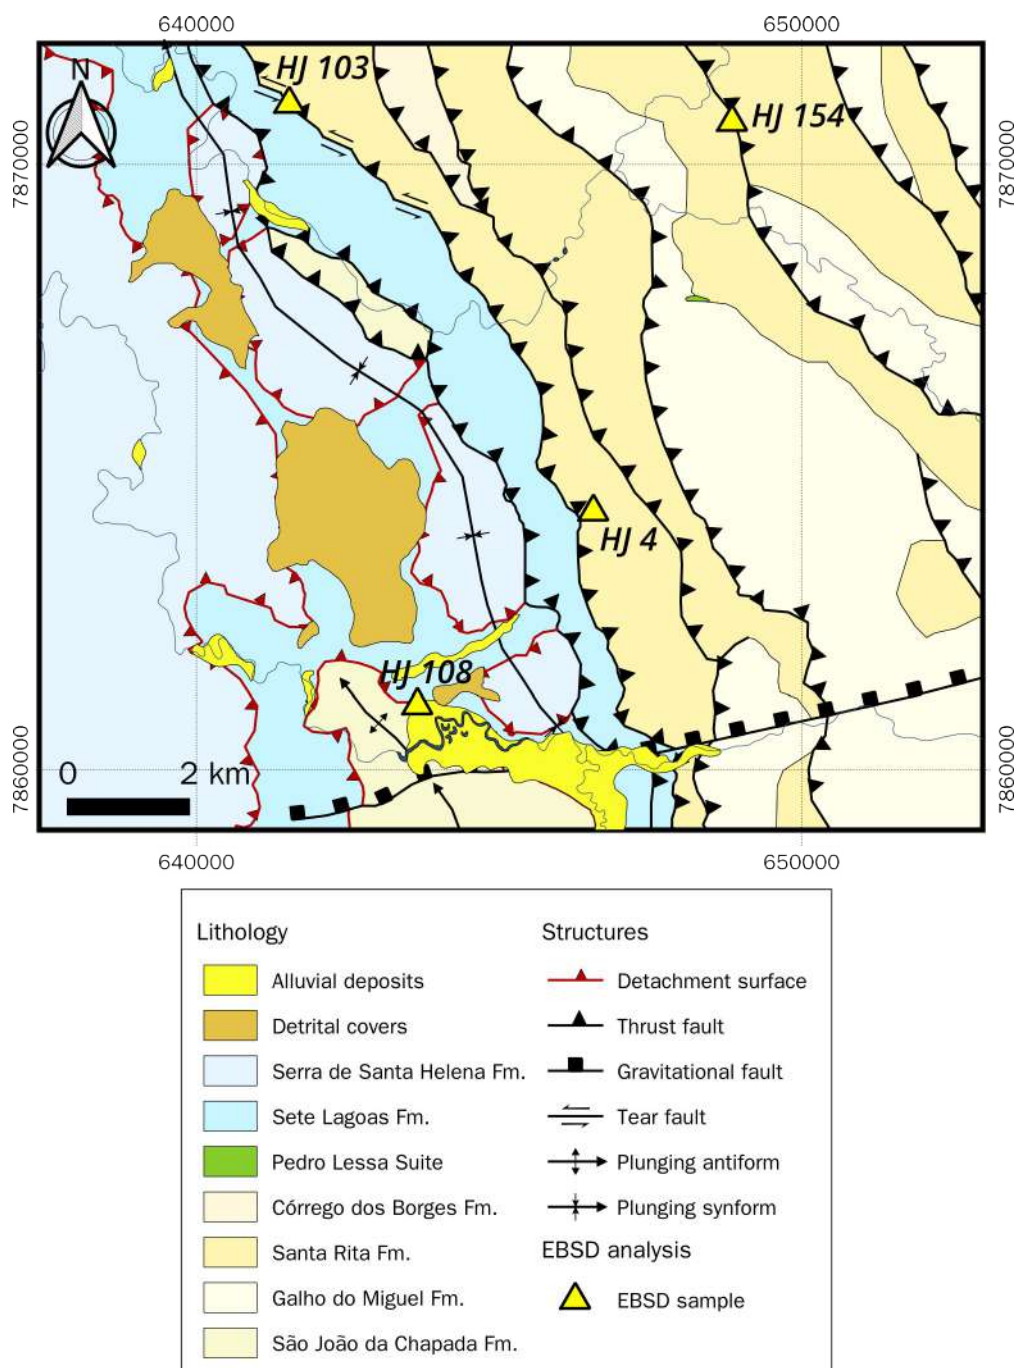 640000 650000
HJ 103
N
HJ 154
7870000 7870000
HJ 4
HJ 108
0 2 km
7860000 7860000
640000 650000
Lithology
Alluvial deposits
Detrital covers
Serra de Santa Helena Fm.
Sete Lagoas Fm.
Pedro Lessa Suite
Córrego dos Borges Fm.
Santa Rita Fm.
Galho do Miguel Fm.
São João da Chapada Fm.
Structures
Detachment surface
Thrust fault
Gravitational fault
Tear fault
Plunging antiform
Plunging synform
EBSD analysis
EBSD sample